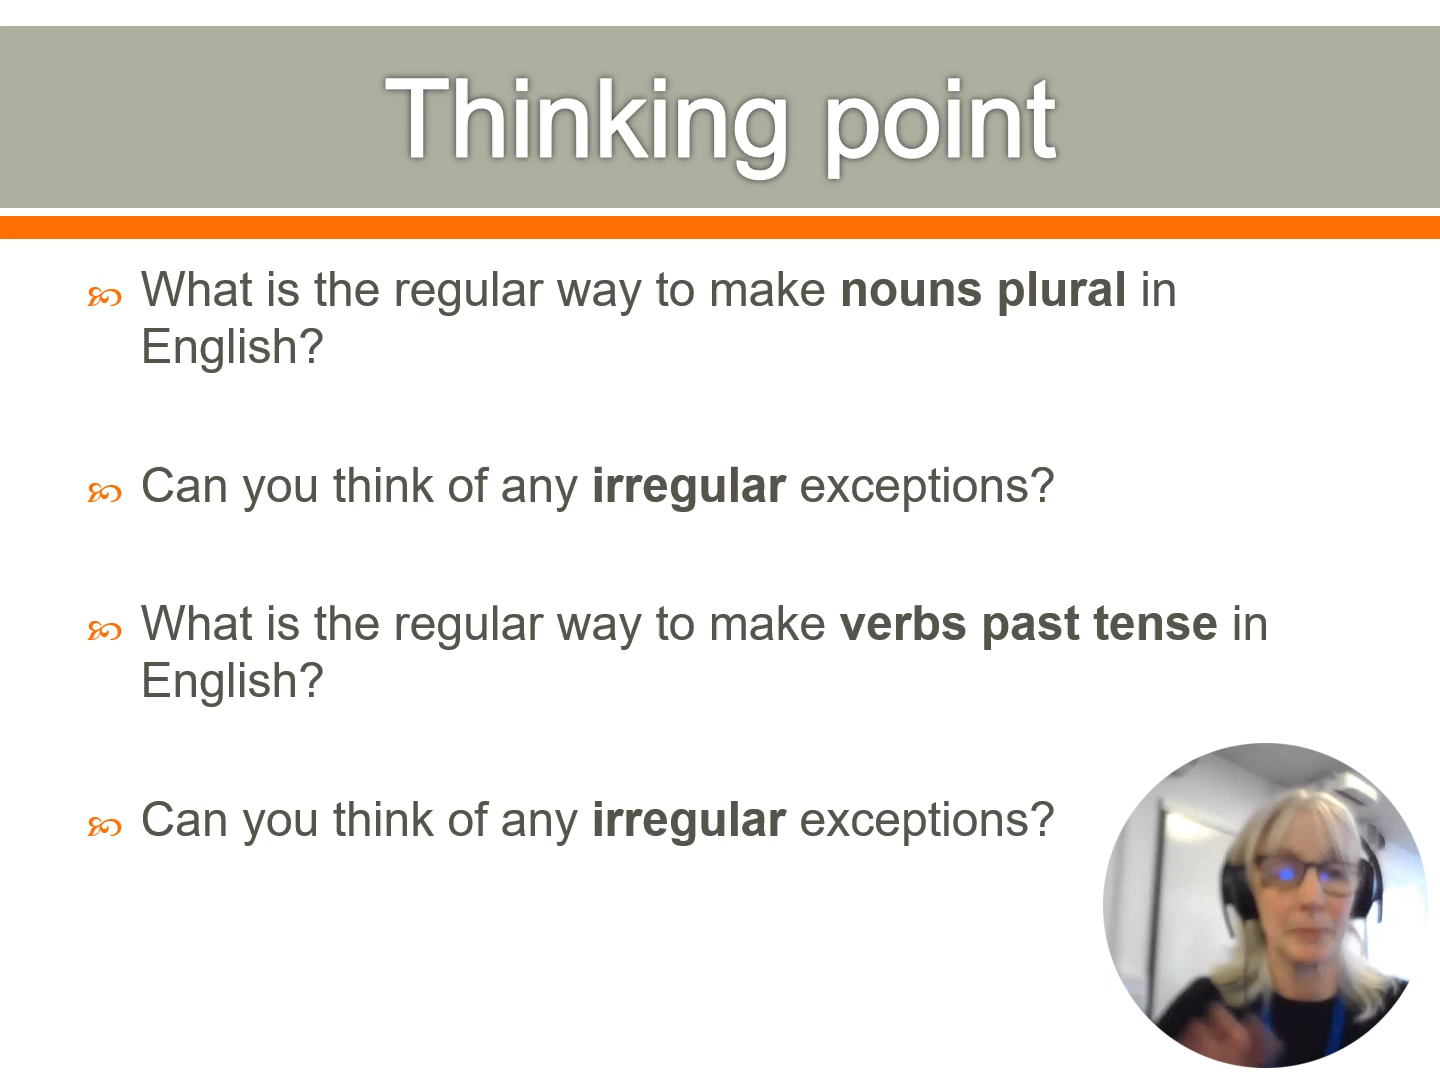 Thinking point
What is the regular way to make nouns plural in
English?
Can you think of any irregular exceptions?
What is the regular way to make verbs past tense in
English?
Can you think of any irregular exceptions?